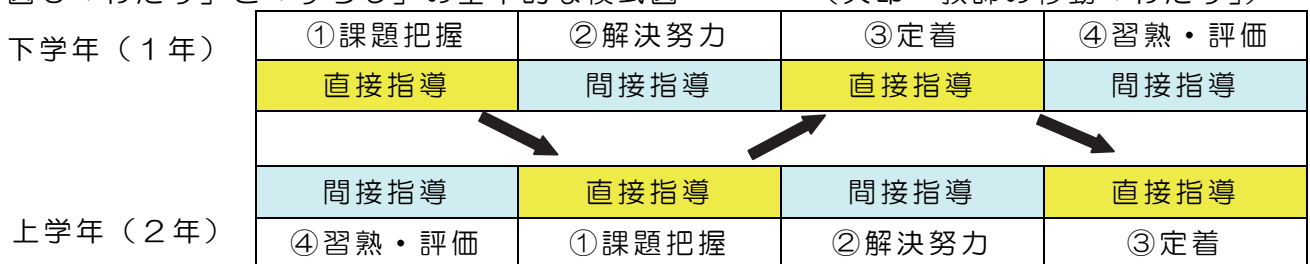 下学年（１年）
①課題把握 ②解決努力 ③定着 ④習熟・評価
直接指導 間接指導 直接指導 間接指導
間接指導 直接指導 間接指導 直接指導
上学年（２年）
④習熟・評価 ①課題把握 ②解決努力 ③定着